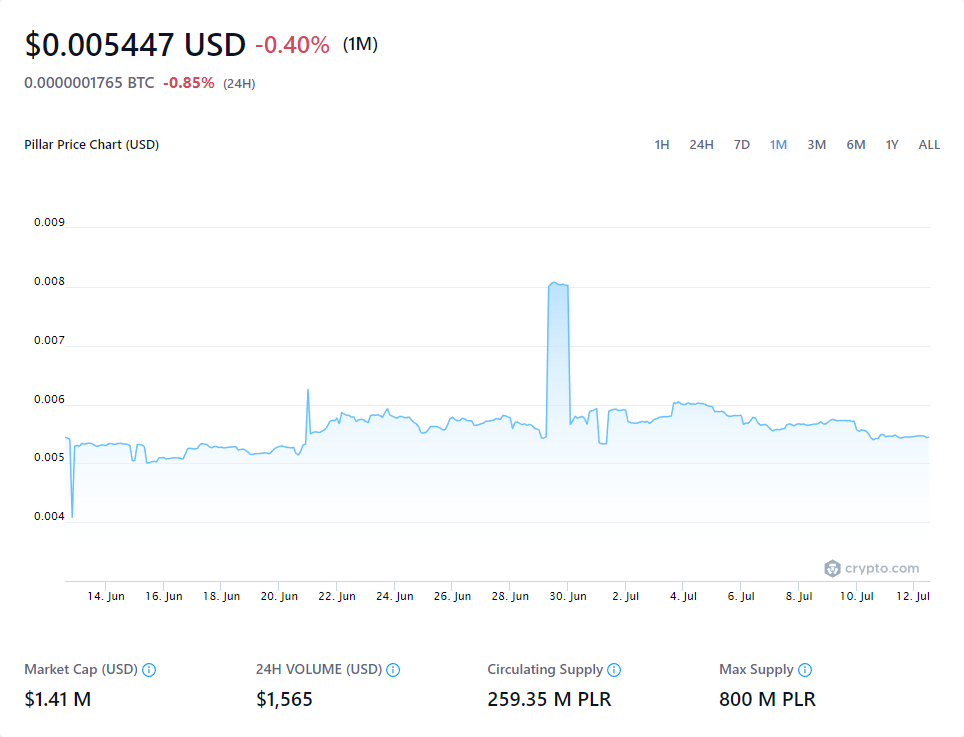 $0.005447 USD -0.40% (1M)
0.0000001765 BTC -0.85% (24H)
Pillar Price Chart (USD) 1H 24H 7D 1M 3M 6M 1Y ALL
0.009
0.008
0.007
0.006
0.005
0.004
crypto.com
14. Jun 16. Jun 18. Jun 20. Jun 22. Jun 24. Jun 26. Jun 28. Jun 30. Jun 2. Jul 4. Jul 6. Jul 8. Jul 10. Jul 12. Jul
Market Cap (USD) 24H VOLUME (USD) Circulating Supply Max Supply
$1.41 M $1,565 259.35 M PLR 800 M PLR